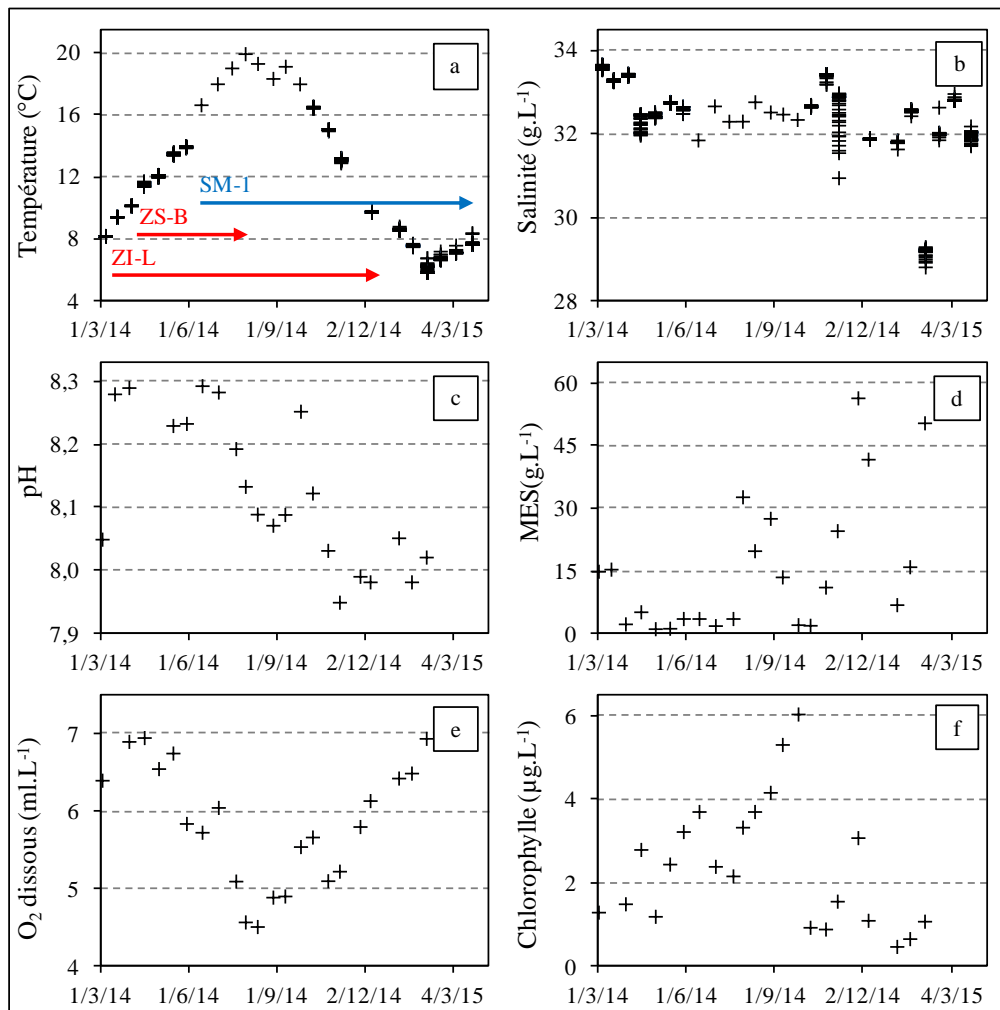 a
Température (°C)
20
16
12
8
4
SM-1
ZS-B
ZI-L
1/3/14 1/6/14 1/9/14 2/12/14 4/3/15
b
Salinité (g.L-1)
34
32
30
28
1/3/14 1/6/14 1/9/14 2/12/14 4/3/15
c
pH
8,3
8,2
8,1
8,0
7,9
1/3/14 1/6/14 1/9/14 2/12/14 4/3/15
d
MES(g.L-1)
60
45
30
15
0
1/3/14 1/6/14 1/9/14 2/12/14 4/3/15
e
O2 dissous (ml.L-1)
7
6
5
4
1/3/14 1/6/14 1/9/14 2/12/14 4/3/15
f
Chlorophylle (µg.L-1)
6
4
2
0
1/3/14 1/6/14 1/9/14 2/12/14 4/3/15